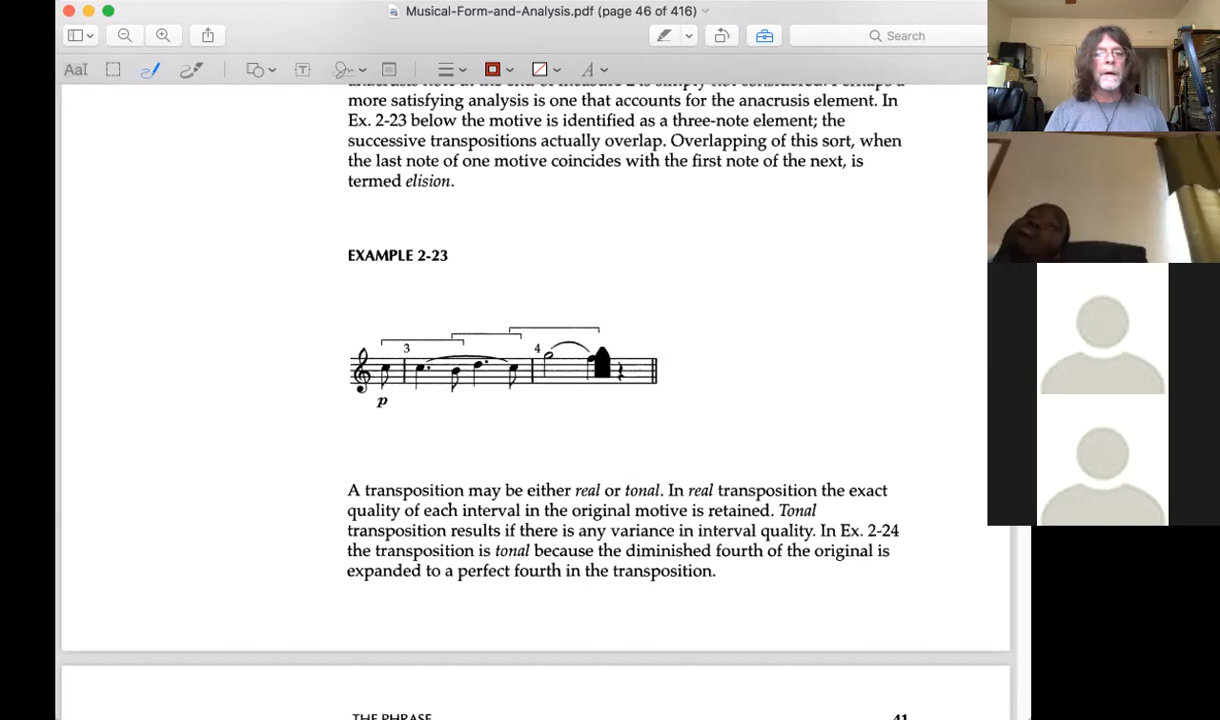 Musical-Form-and-Analysis.pdf (page 46 of 416)
Search
AaI
T
A
more satisfying analysis is one that accounts for the anacrusis element. In
Ex. 2-23 below the motive is identified as a three-note element; the
successive transpositions actually overlap. Overlapping of this sort, when
the last note of one motive coincides with the first note of the next, is
termed elision.
EXAMPLE 2-23
3
4
p
A transposition may be either real or tonal. In real transposition the exact
quality of each interval in the original motive is retained. Tonal
transposition results if there is any variance in interval quality. In Ex. 2-24
the transposition is tonal because the diminished fourth of the original is
expanded to a perfect fourth in the transposition.
THE PHRASE
41